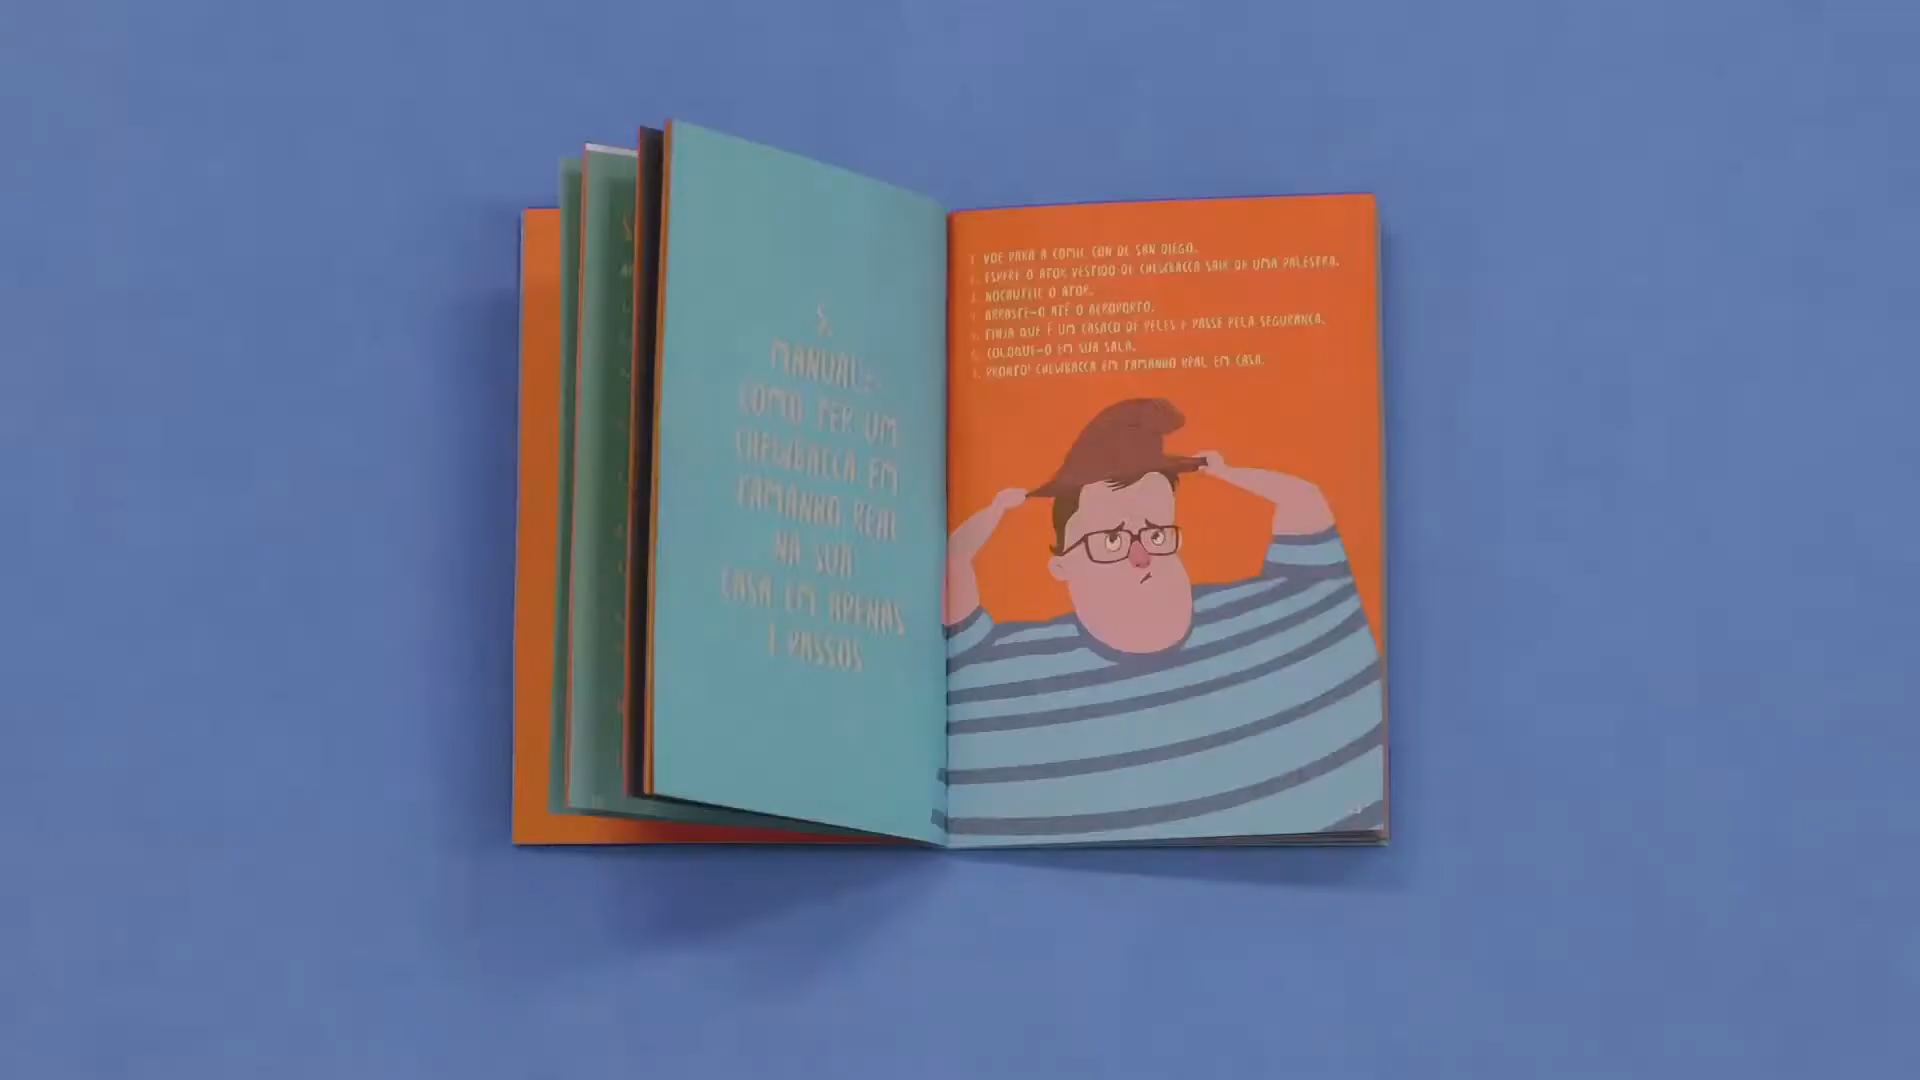 5.
MANUAL:
COMO TER UM
CHEWBACCA EM
TAMANHO REAL
NA SUA
CASA EM APENAS
PASSOS
VOE PARA A COMIC CON DE SAN DIEGO.
ESPERE O ATOR VESTIDO DE CHEWBACCA SAIR DE UMA PALESTRA.
NOCAUTEIE O ATOR.
ARRASTE-O ATÉ O AEROPORTO.
FINJA QUE É UM CASACO DE PELES E PASSE PELA SEGURANÇA.
COLOQUE-O EM SUA SALA.
PRONTO! CHEWBACCA EM TAMANHO REAL EM CASA.